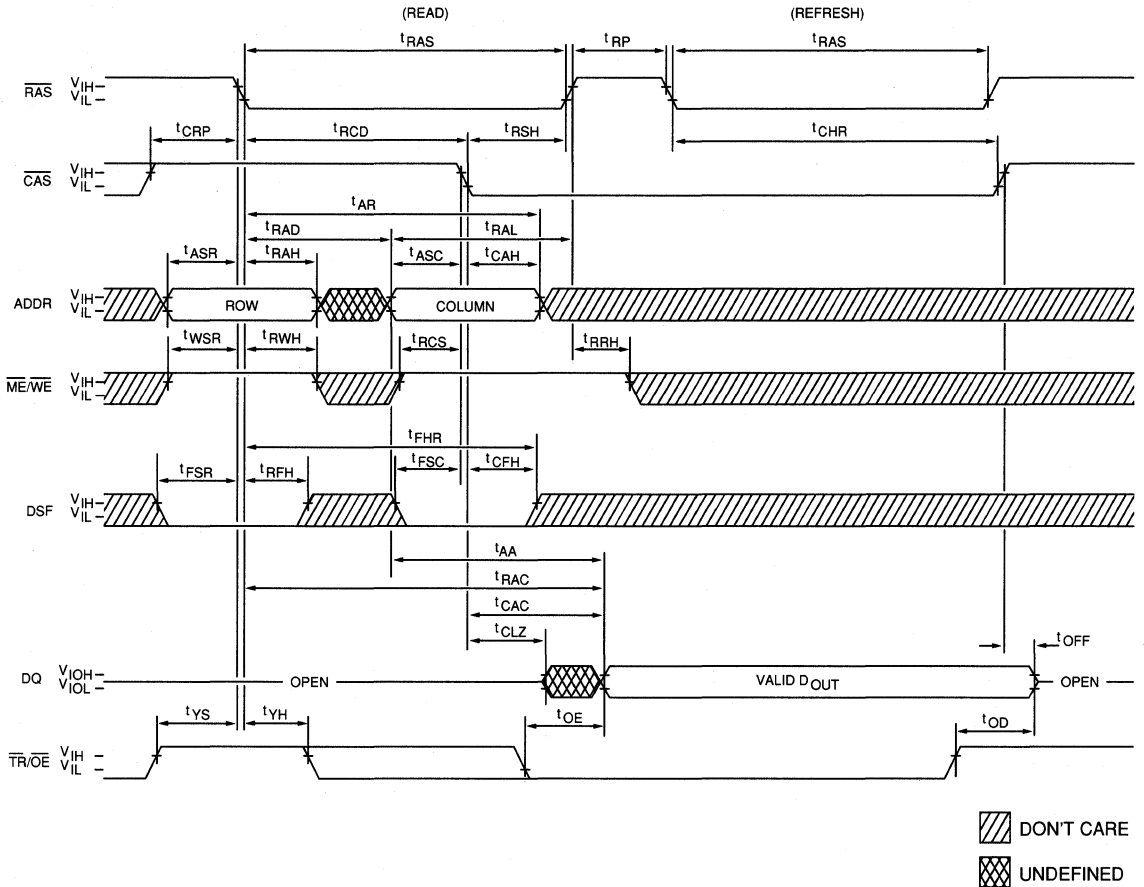 (READ) (REFRESH)
tRAS tRP tRAS
RAS VIH VIL
tCRP tRCD tRSH tCHR
CAS VIH VIL
tAR
tRAD tRAL
tASR tRAH tASC tCAH
ADDR VIH VIL ROW COLUMN
tWSR tRWH tRCS tRRH
ME/WE VIH VIL
tFHR
tFSR tRFH tFSC tCFH
DSF VIH VIL
tAA
tRAC
tCAC
tCLZ tOFF
DQ VIOH VIOL OPEN VALID DOUT OPEN
tYS tYH tOE tOD
TR/OE VIH VIL
DON'T CARE
UNDEFINED